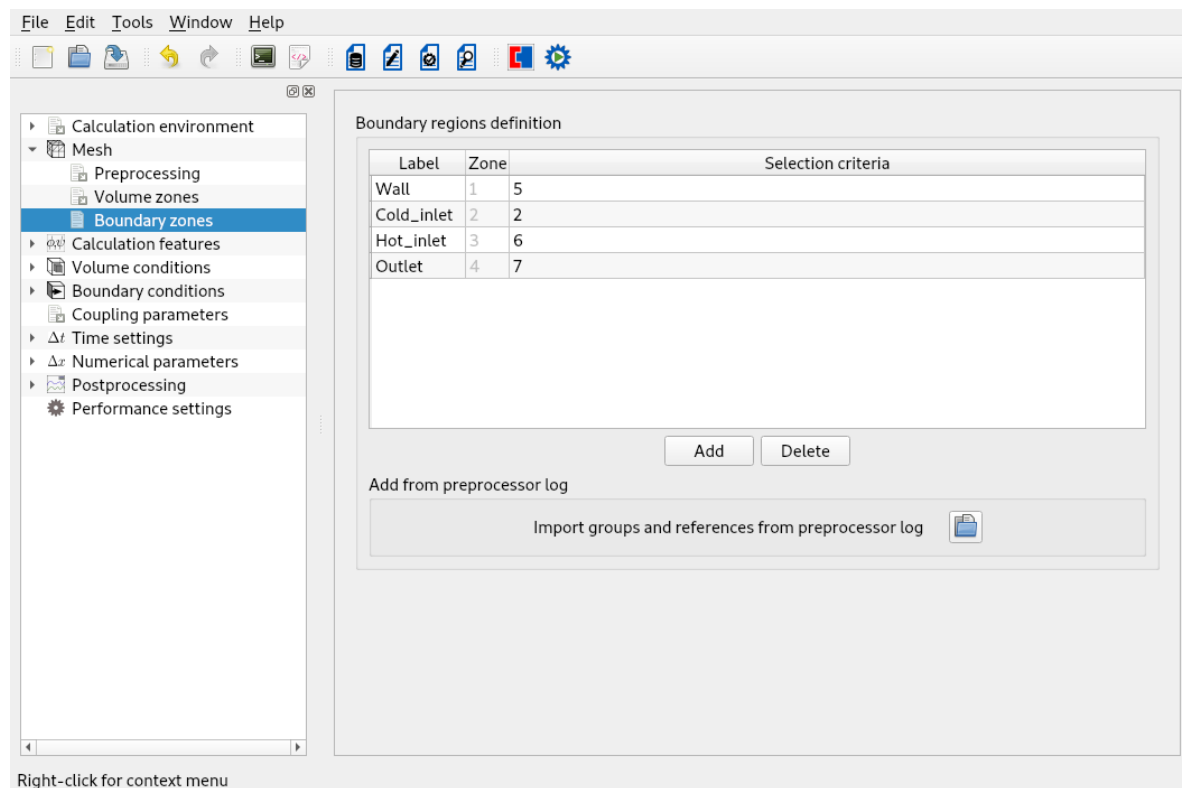 File Edit Tools Window Help
Calculation environment
Mesh
Preprocessing
Volume zones
Boundary zones
Calculation features
Volume conditions
Boundary conditions
Coupling parameters
Δt Time settings
Δx Numerical parameters
Postprocessing
Performance settings
Boundary regions definition
Label Zone Selection criteria
Wall 1 5
Cold_inlet 2 2
Hot_inlet 3 6
Outlet 4 7
Add Delete
Add from preprocessor log
Import groups and references from preprocessor log
Right-click for context menu